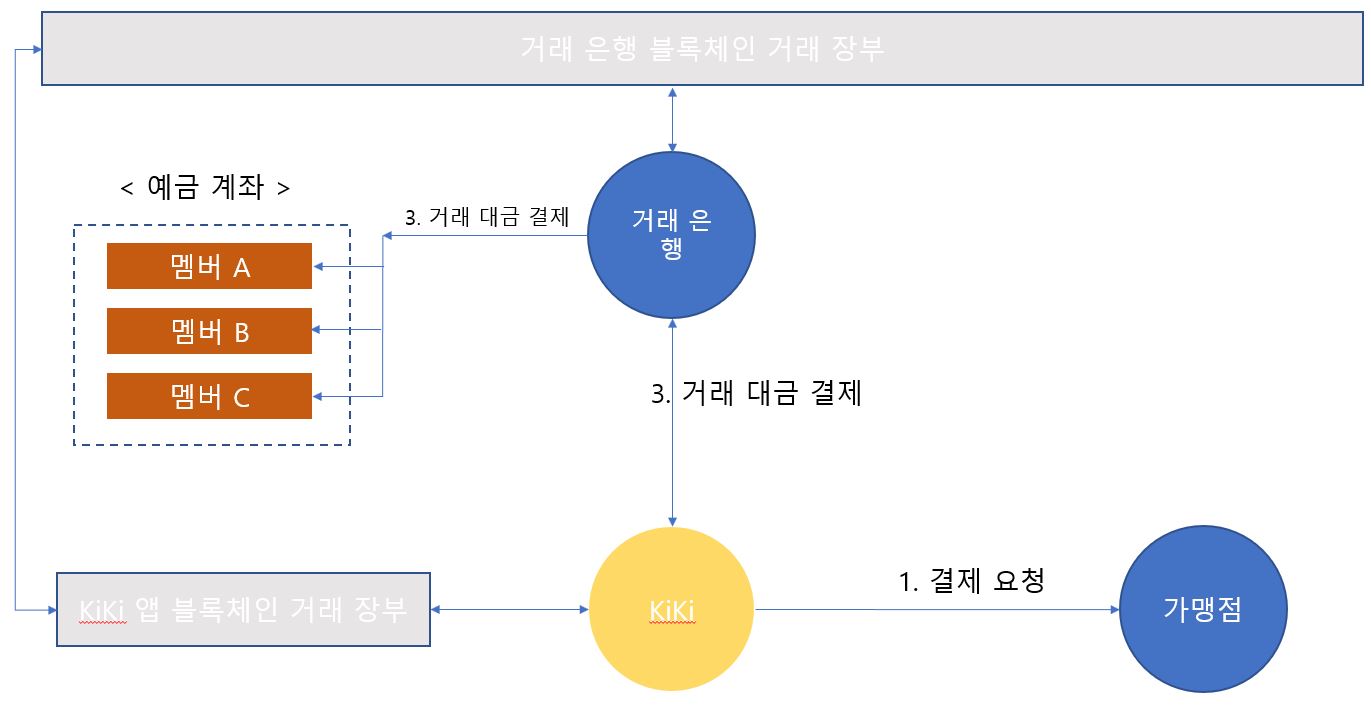 거래 은행 블록체인 거래 장부
< 예금 계좌 >
3. 거래 대금 결제
거래 은
행
멤버 A
멤버 B
멤버 C
3. 거래 대금 결제
1. 결제 요청
KiKi 앱 블록체인 거래 장부
KiKi
가맹점